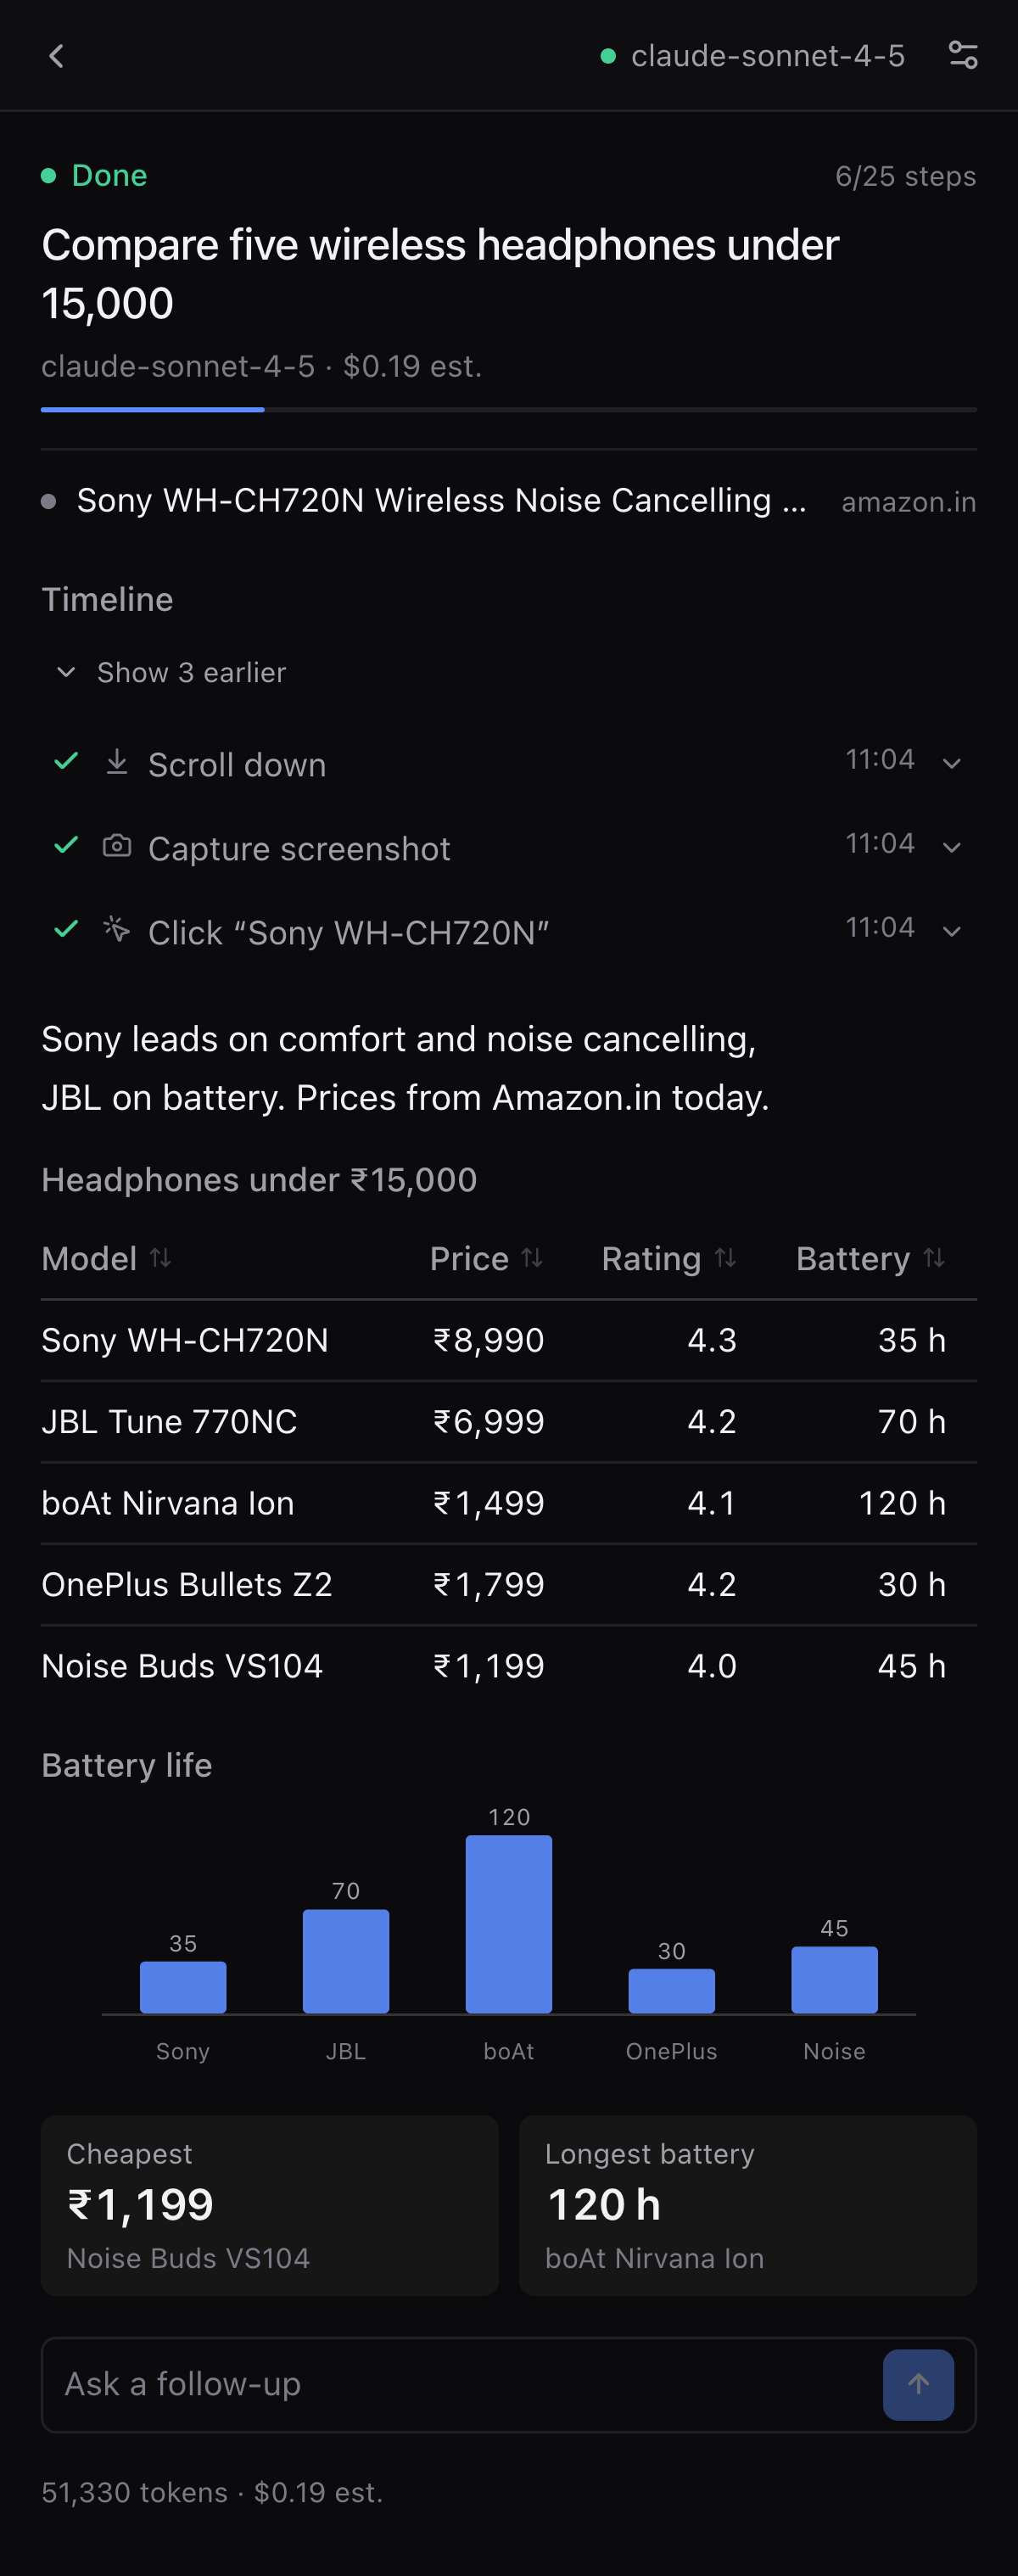 claude-sonnet-4-5
Done
6/25 steps
Compare five wireless headphones under
15,000
claude-sonnet-4-5 · $0.19 est.
Sony WH-CH720N Wireless Noise Cancelling ... amazon.in
Timeline
Show 3 earlier
Scroll down 11:04
Capture screenshot 11:04
Click “Sony WH-CH720N” 11:04
Sony leads on comfort and noise cancelling,
JBL on battery. Prices from Amazon.in today.
Headphones under ₹15,000
Model Price Rating Battery
Sony WH-CH720N ₹8,990 4.3 35 h
JBL Tune 770NC ₹6,999 4.2 70 h
boAt Nirvana Ion ₹1,499 4.1 120 h
OnePlus Bullets Z2 ₹1,799 4.2 30 h
Noise Buds VS104 ₹1,199 4.0 45 h
Battery life
35 70 120 30 45
Sony JBL boAt OnePlus Noise
Cheapest
₹1,199
Noise Buds VS104
Longest battery
120 h
boAt Nirvana Ion
Ask a follow-up
51,330 tokens · $0.19 est.